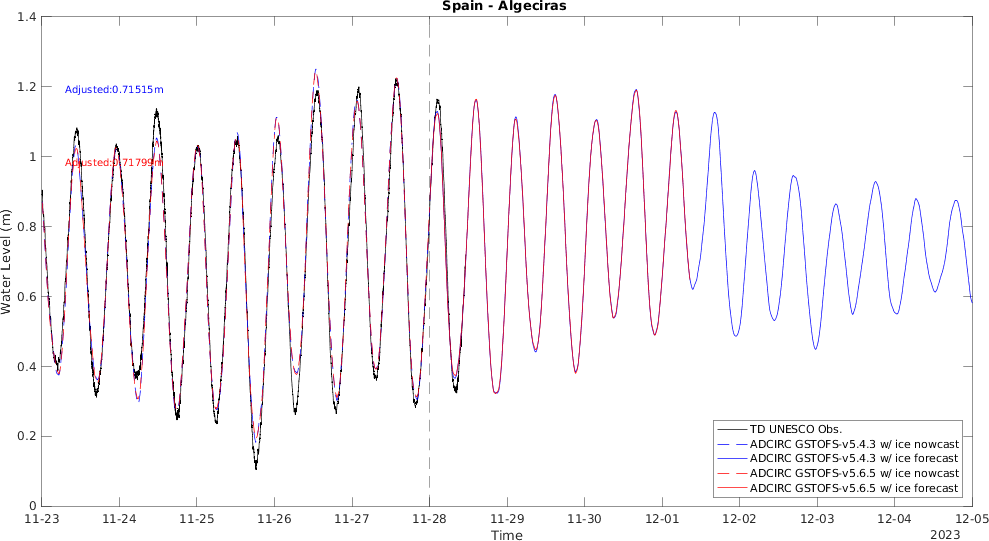 Spain - Algeciras
1.4
1.2
1
0.8
0.6
0.4
0.2
0
Water Level (m)
Adjusted:0.71515m
Adjusted:0.71799m
TD UNESCO Obs.
ADCIRC GSTOFS-v5.4.3 w/ ice nowcast
ADCIRC GSTOFS-v5.4.3 w/ ice forecast
ADCIRC GSTOFS-v5.6.5 w/ ice nowcast
ADCIRC GSTOFS-v5.6.5 w/ ice forecast
11-23 11-24 11-25 11-26 11-27 11-28 11-29 11-30 12-01 12-02 12-03 12-04 12-05
Time
2023